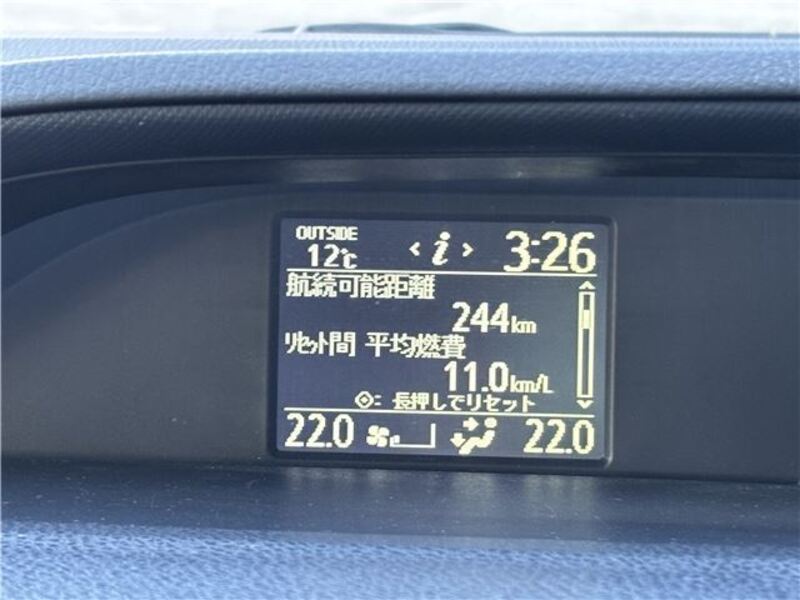 OUTSIDE
12℃ < i > 3:26
航続可能距離
244km
リセット間 平均燃費
11.0km/L
: 長押しでリセット
22.0 22.0